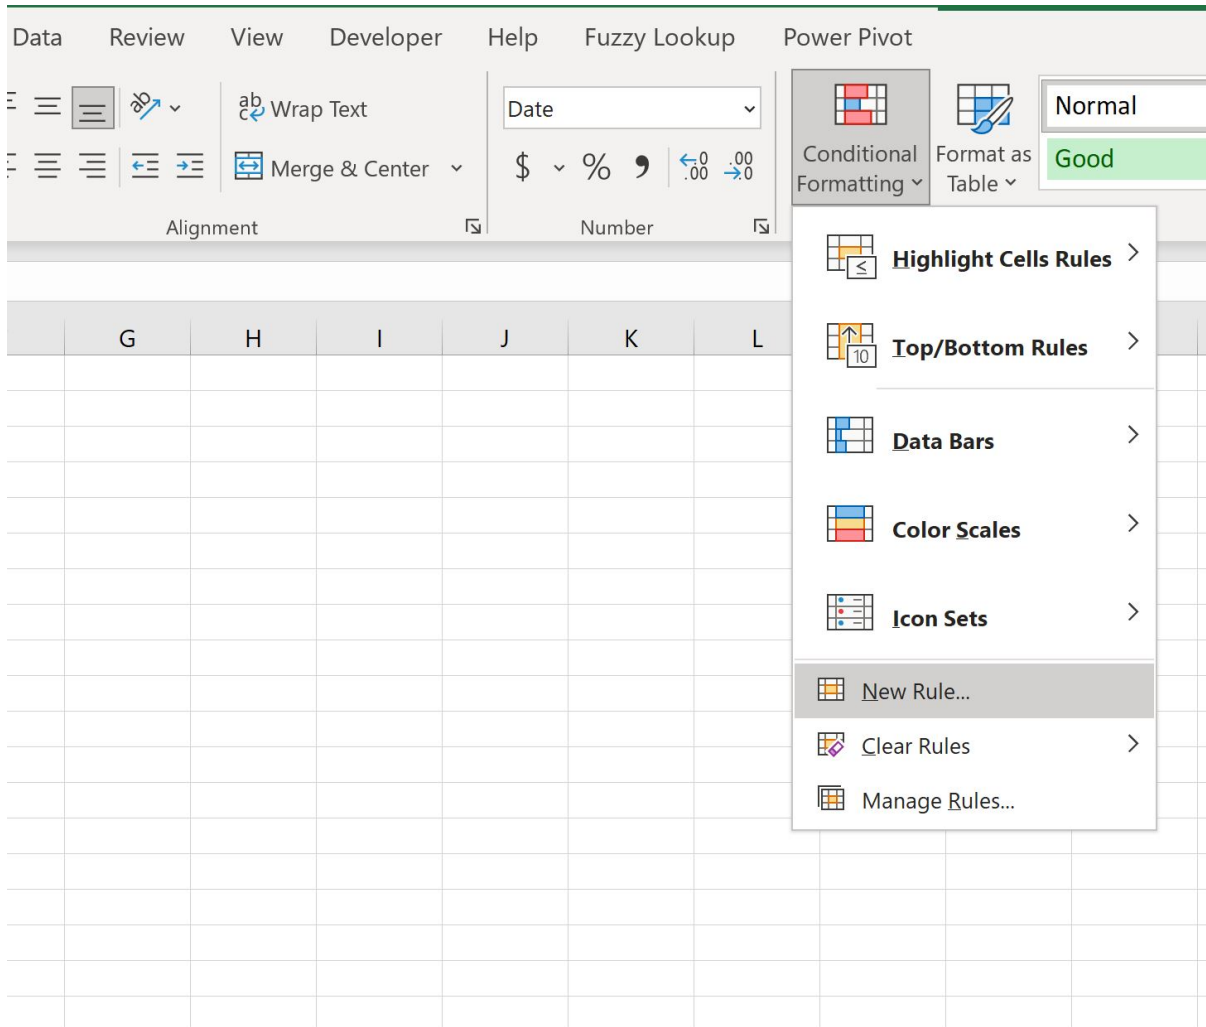 Data Review View Developer Help Fuzzy Lookup Power Pivot
ab Wrap Text
c
Date
Normal
Merge & Center
$ % , .0 .00
.00 .0
Conditional
Formatting
Format as
Table
Good
Alignment
Number
G H I J K L
≤
Highlight Cells Rules
10
Top/Bottom Rules
Data Bars
Color Scales
Icon Sets
New Rule...
Clear Rules
Manage Rules...